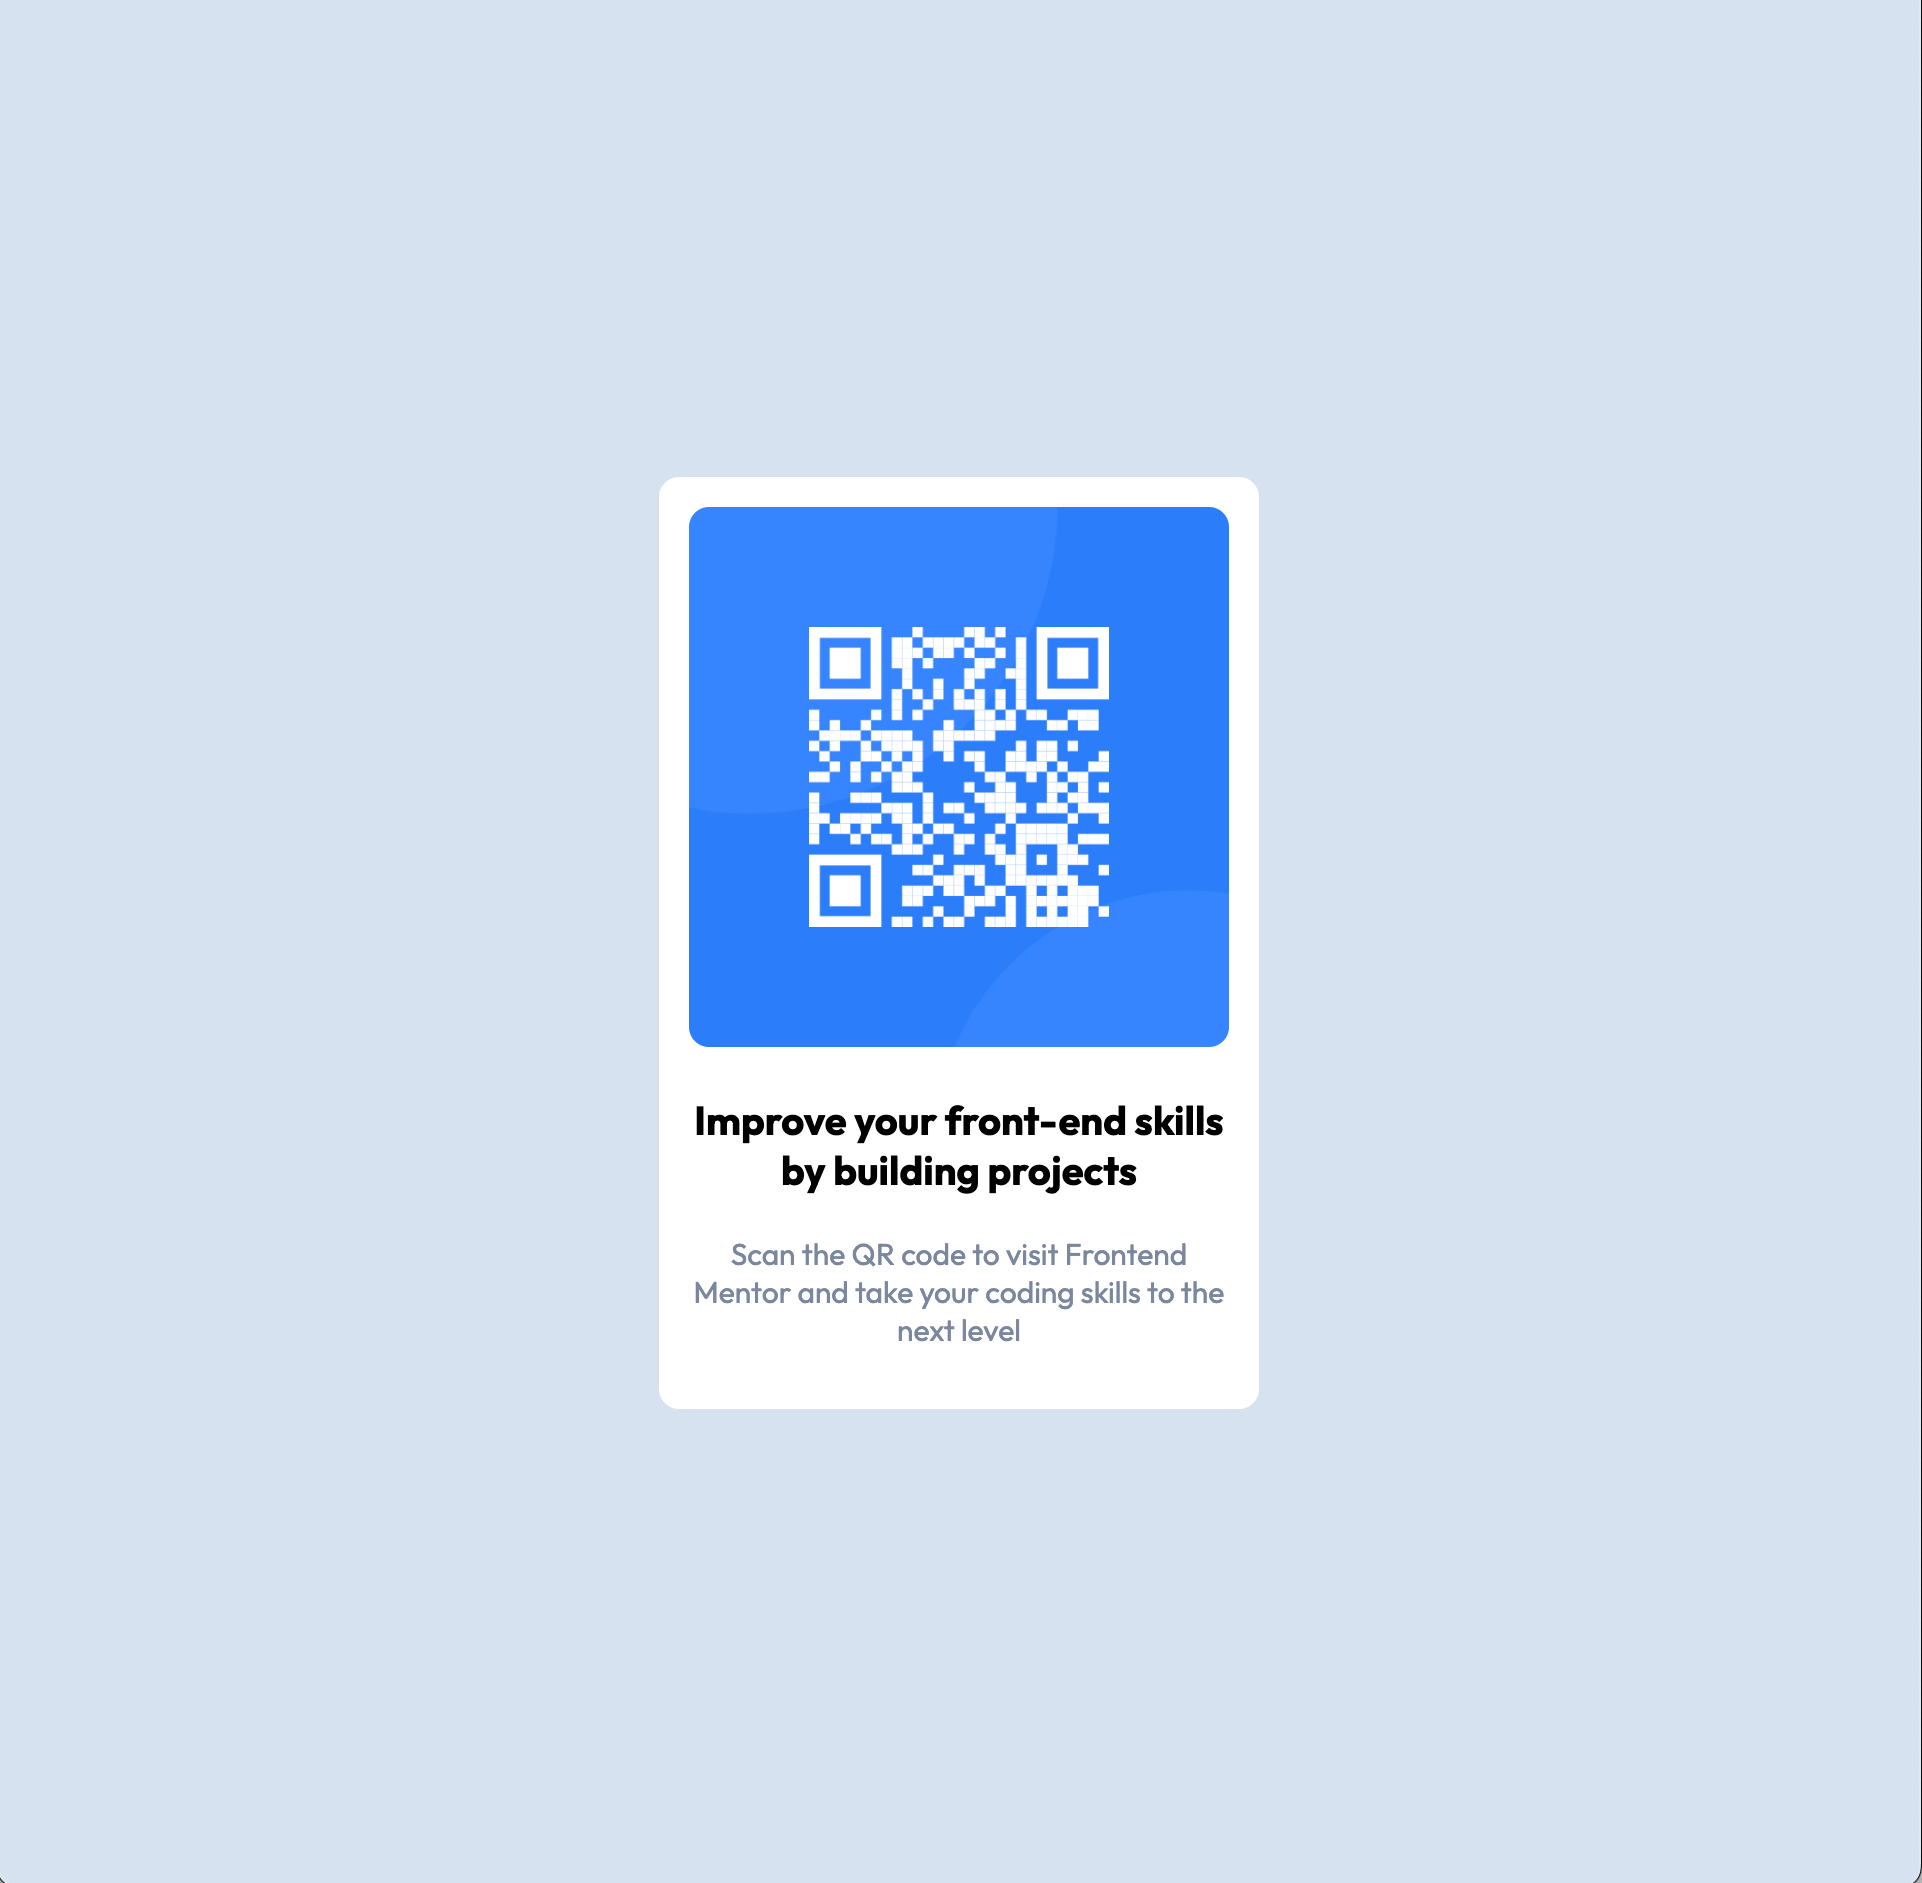 Improve your front-end skills
by building projects
Scan the QR code to visit Frontend
Mentor and take your coding skills to the
next level